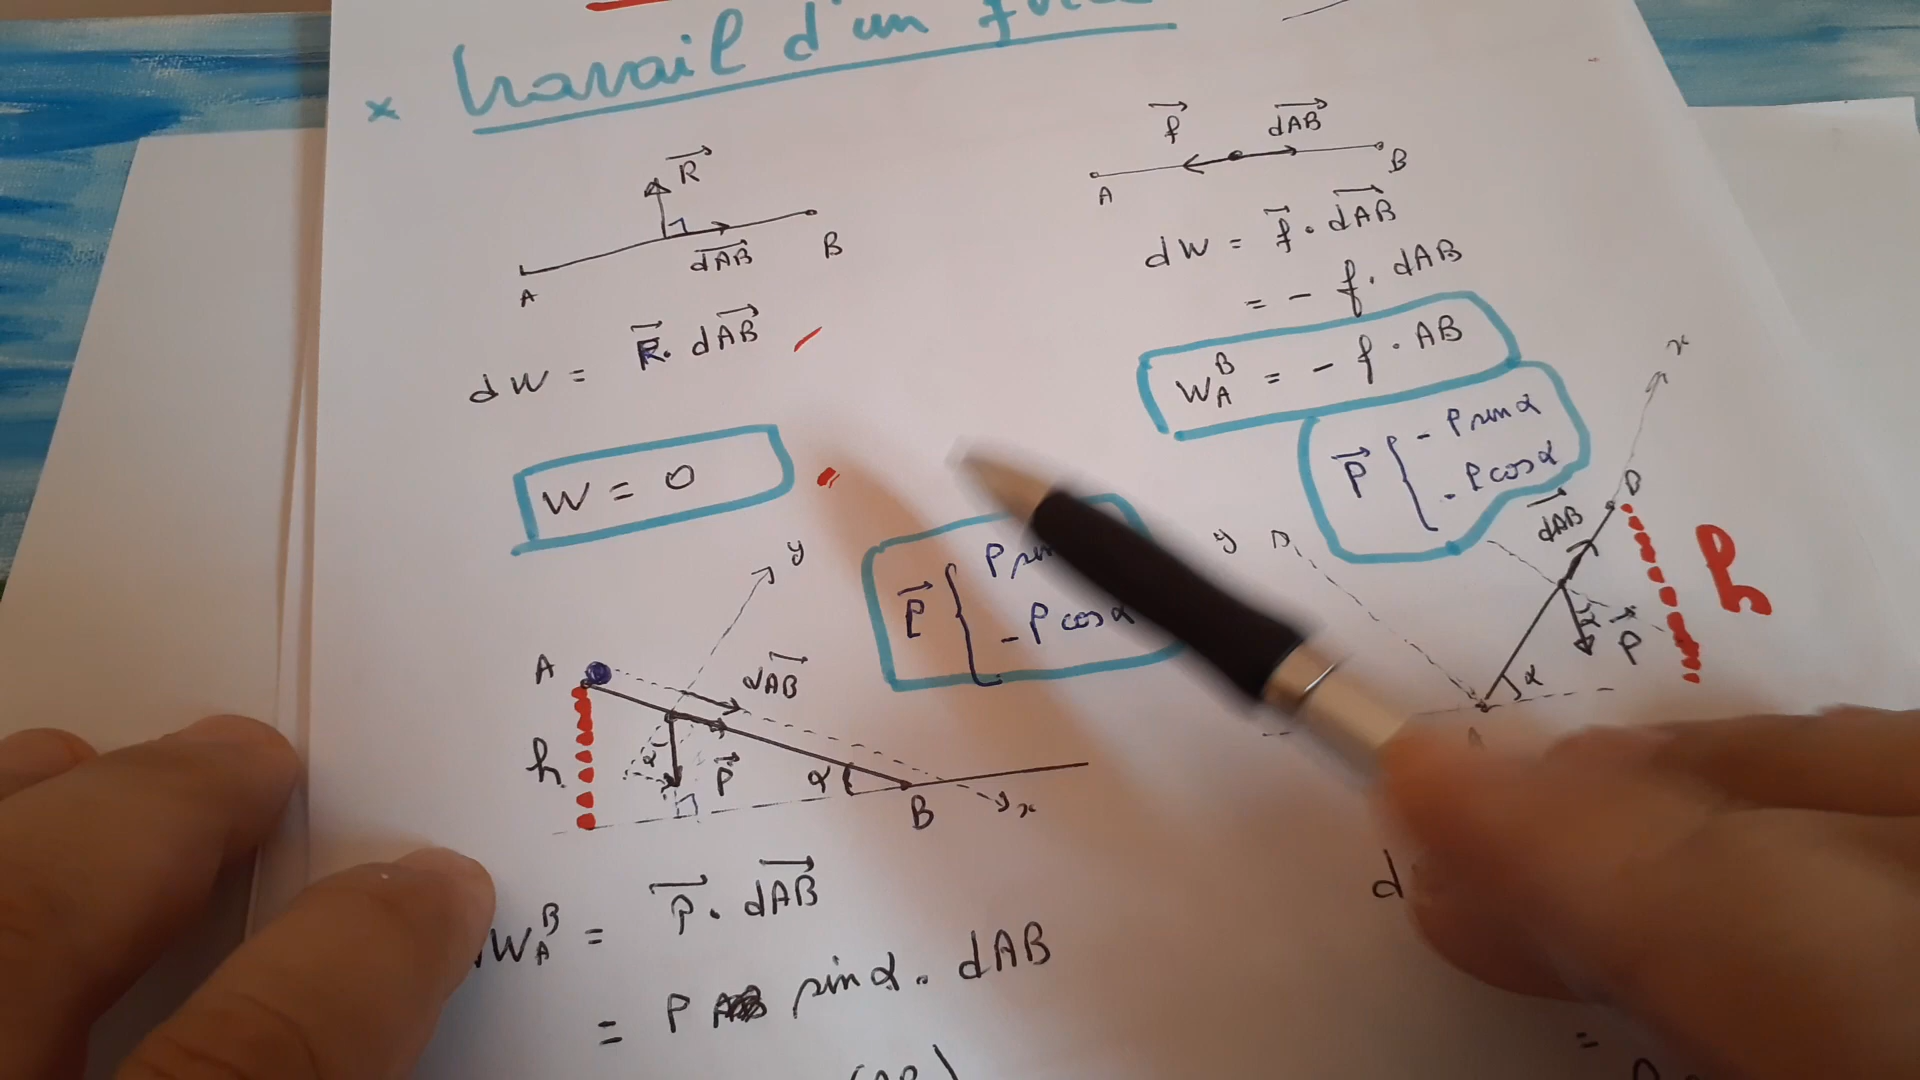 × Travail d'un
R⃗
dAB⃗
A
B
dW = R⃗ . dAB⃗
W = 0
f⃗
dAB⃗
A
B
dW = f⃗ . dAB⃗
= - f . dAB
W_A^B = - f . AB
P⃗ { - P sin α
- P cos α
P⃗ {
- P cos α
y
A
dAB⃗
h
α
P⃗
α
B
x
x
y
B
dAB⃗
h
α
P⃗
α
W_A^B = P⃗ . dAB⃗
= P sin α . dAB
d
=